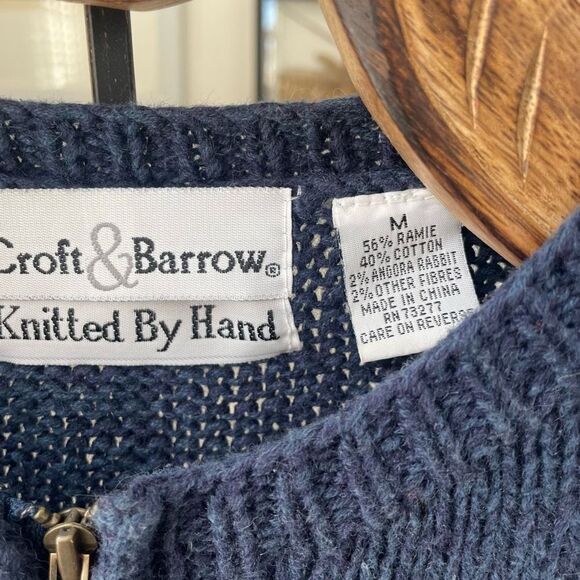 Croft & Barrow®
Knitted By Hand
M
56% RAMIE
40% COTTON
2% ANGORA RABBIT
2% OTHER FIBRES
MADE IN CHINA
RN 73277
CARE ON REVERSE